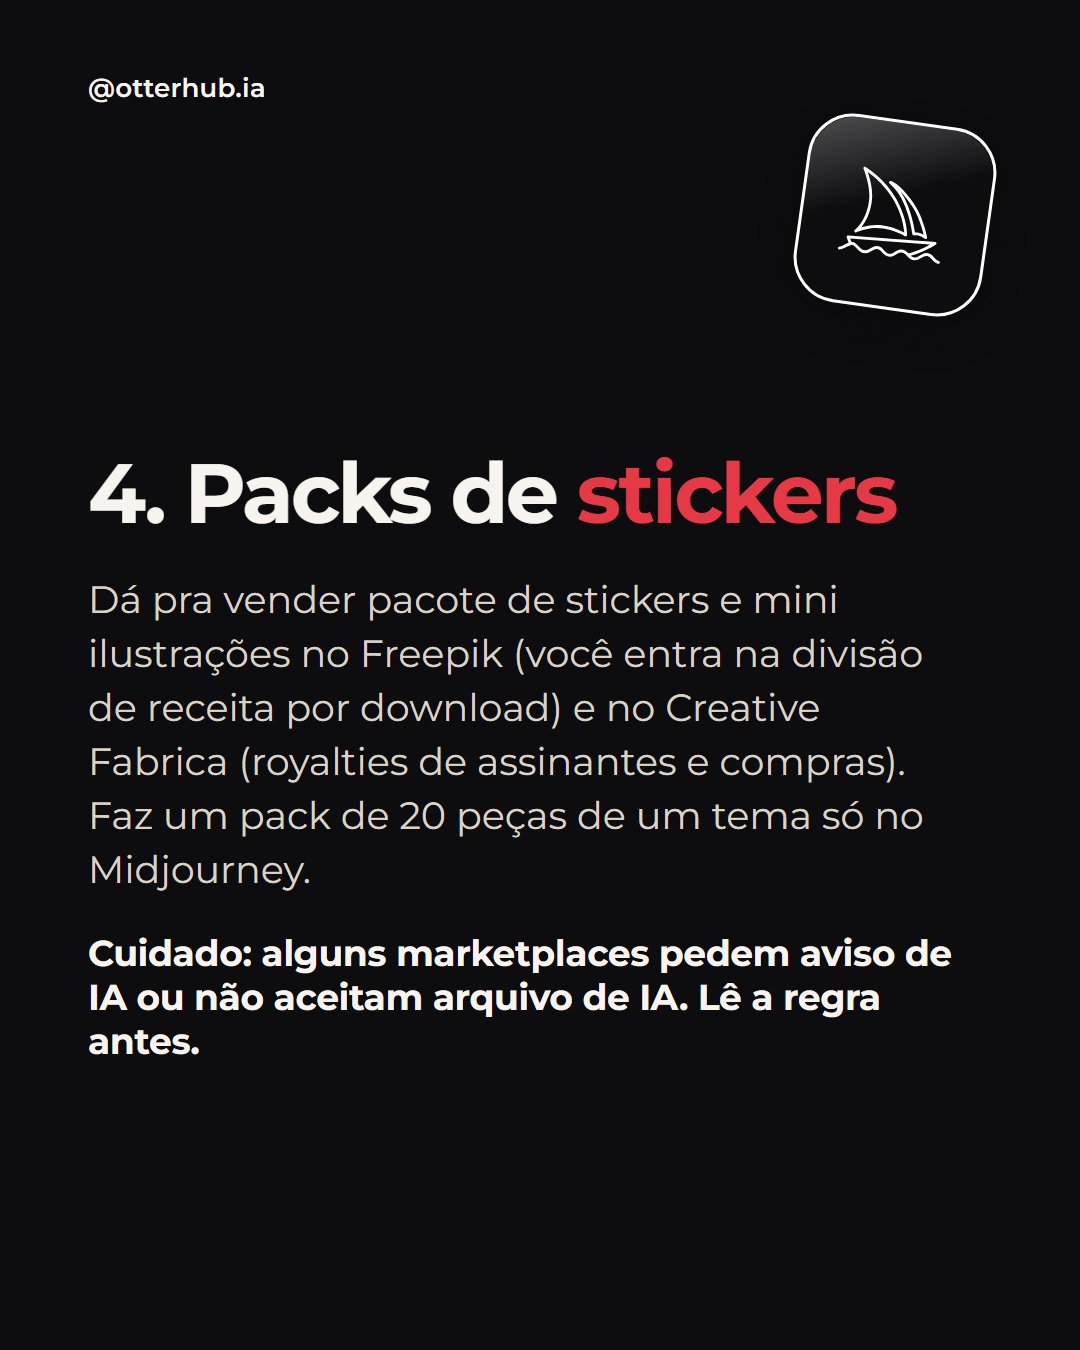 @otterhub.ia
4. Packs de stickers
Dá pra vender pacote de stickers e mini
ilustrações no Freepik (você entra na divisão
de receita por download) e no Creative
Fabrica (royalties de assinantes e compras).
Faz um pack de 20 peças de um tema só no
Midjourney.
Cuidado: alguns marketplaces pedem aviso de
IA ou não aceitam arquivo de IA. Lê a regra
antes.